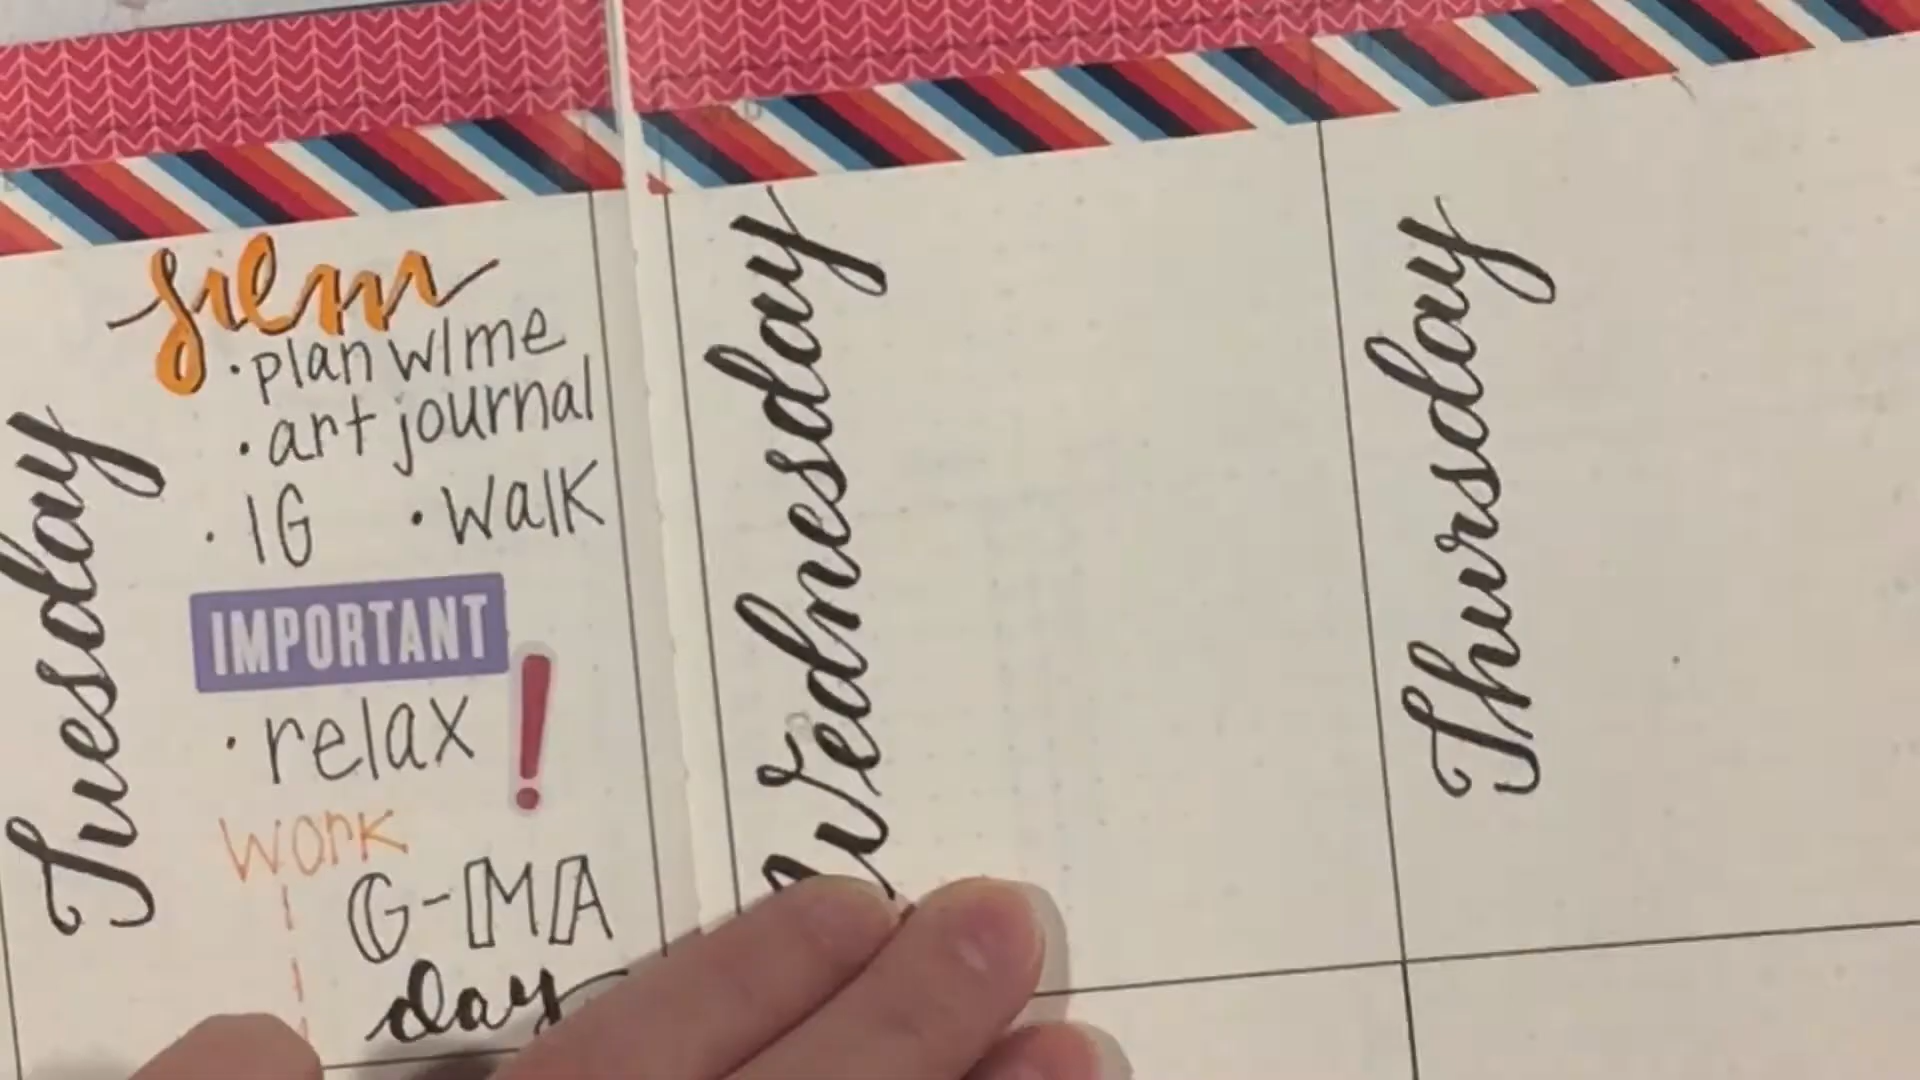 Tuesday
film
· plan w/me
· art journal
· IG · walk
IMPORTANT
· relax !
work
G-MA
day
Wednesday
Thursday